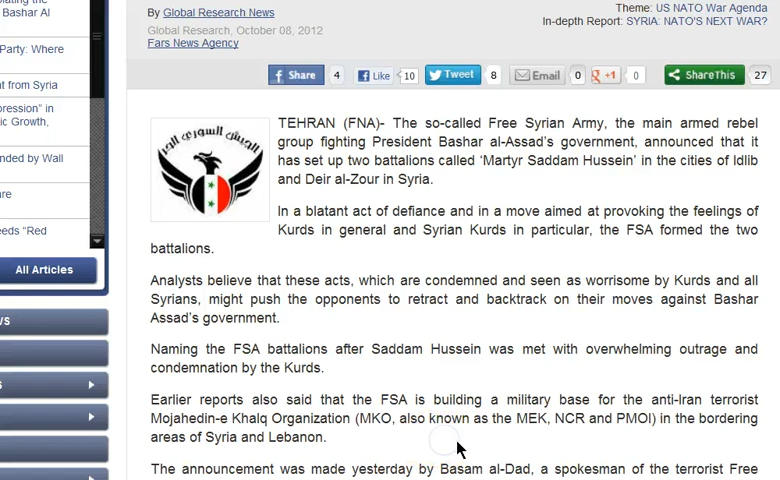 Bashar Al
Party: Where
t from Syria
pression" in
ic Growth,
nded by Wall
are
eeds "Red
All Articles
By Global Research News
Global Research, October 08, 2012
Fars News Agency
Theme: US NATO War Agenda
In-depth Report: SYRIA: NATO'S NEXT WAR?
Share 4 Like 10 Tweet 8 Email 0 +1 0 ShareThis 27
الجيش السوري الحر
TEHRAN (FNA)- The so-called Free Syrian Army, the main armed rebel
group fighting President Bashar al-Assad's government, announced that it
has set up two battalions called 'Martyr Saddam Hussein' in the cities of Idlib
and Deir al-Zour in Syria.
In a blatant act of defiance and in a move aimed at provoking the feelings of
Kurds in general and Syrian Kurds in particular, the FSA formed the two
battalions.
Analysts believe that these acts, which are condemned and seen as worrisome by Kurds and all
Syrians, might push the opponents to retract and backtrack on their moves against Bashar
Assad's government.
Naming the FSA battalions after Saddam Hussein was met with overwhelming outrage and
condemnation by the Kurds.
Earlier reports also said that the FSA is building a military base for the anti-Iran terrorist
Mojahedin-e Khalq Organization (MKO, also known as the MEK, NCR and PMOI) in the bordering
areas of Syria and Lebanon.
The announcement was made yesterday by Basam al-Dad, a spokesman of the terrorist Free